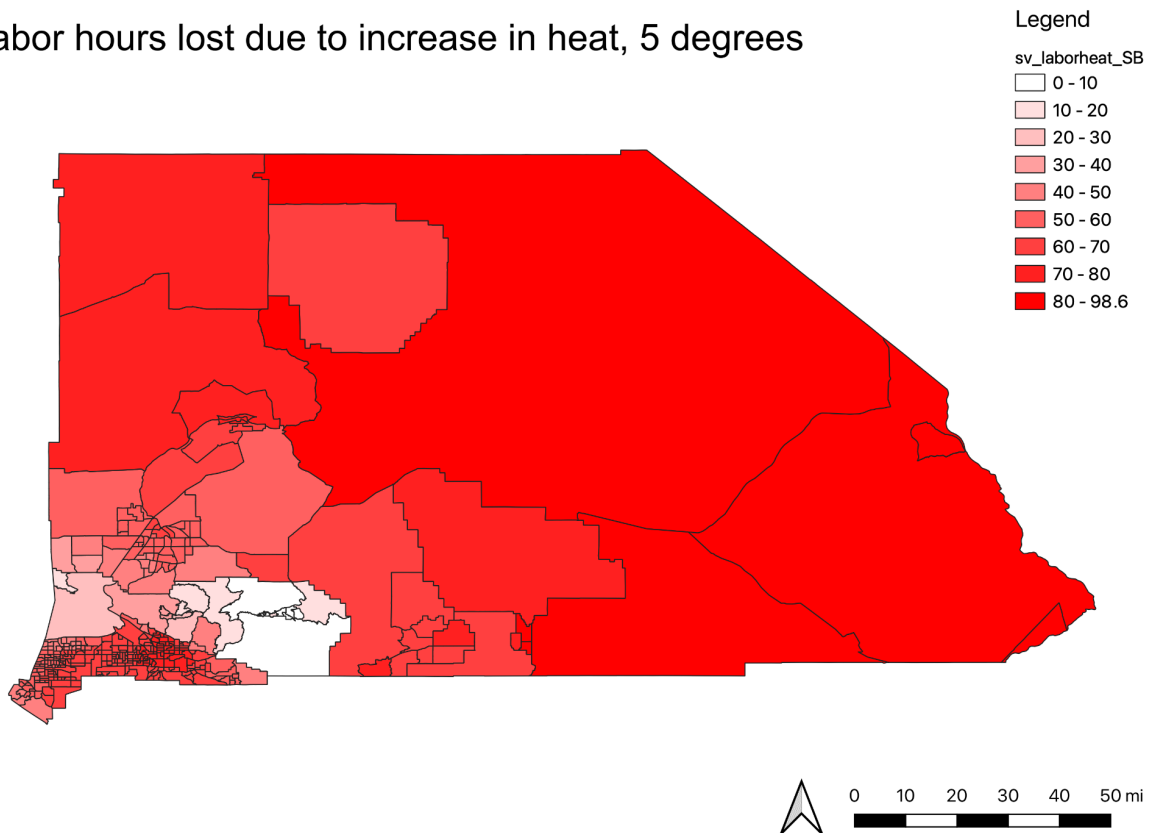 abor hours lost due to increase in heat, 5 degrees
Legend
sv_laborheat_SB
0 - 10
10 - 20
20 - 30
30 - 40
40 - 50
50 - 60
60 - 70
70 - 80
80 - 98.6
0 10 20 30 40 50 mi